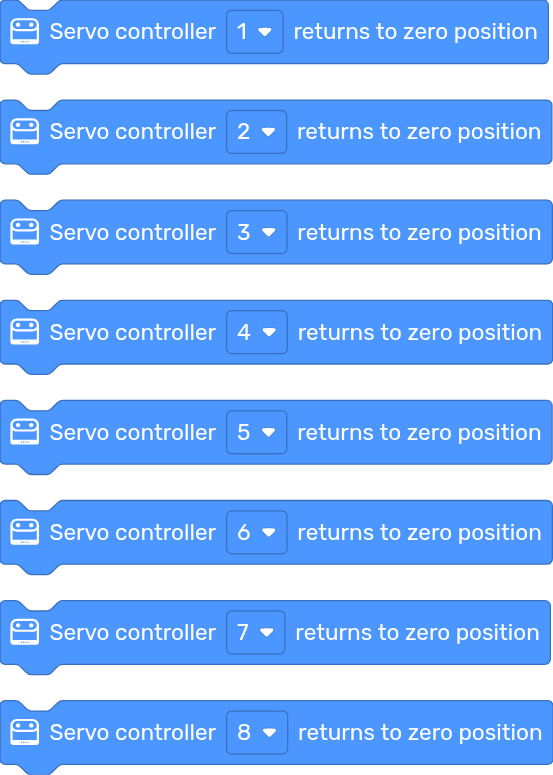 Servo controller 1 returns to zero position
Servo controller 2 returns to zero position
Servo controller 3 returns to zero position
Servo controller 4 returns to zero position
Servo controller 5 returns to zero position
Servo controller 6 returns to zero position
Servo controller 7 returns to zero position
Servo controller 8 returns to zero position